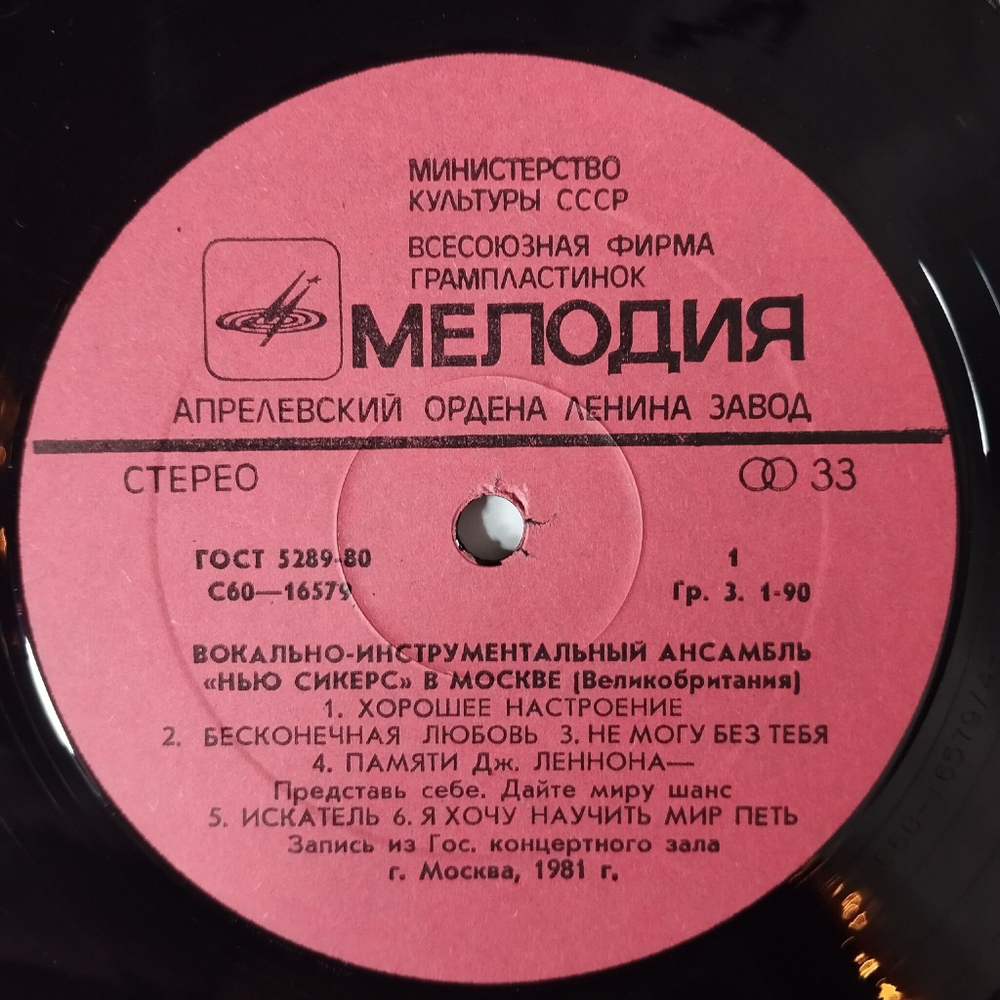 МИНИСТЕРСТВО
КУЛЬТУРЫ СССР
ВСЕСОЮЗНАЯ ФИРМА
ГРАМПЛАСТИНОК
МЕЛОДИЯ
АПРЕЛЕВСКИЙ ОРДЕНА ЛЕНИНА ЗАВОД
СТЕРЕО 33
ГОСТ 5289-80 1
С60—16579 Гр. 3. 1-90
ВОКАЛЬНО-ИНСТРУМЕНТАЛЬНЫЙ АНСАМБЛЬ
«НЬЮ СИКЕРС» В МОСКВЕ (Великобритания)
1. ХОРОШЕЕ НАСТРОЕНИЕ
2. БЕСКОНЕЧНАЯ ЛЮБОВЬ 3. НЕ МОГУ БЕЗ ТЕБЯ
4. ПАМЯТИ Дж. ЛЕННОНА—
Представь себе. Дайте миру шанс
5. ИСКАТЕЛЬ 6. Я ХОЧУ НАУЧИТЬ МИР ПЕТЬ
Запись из Гос. концертного зала
г. Москва, 1981 г.